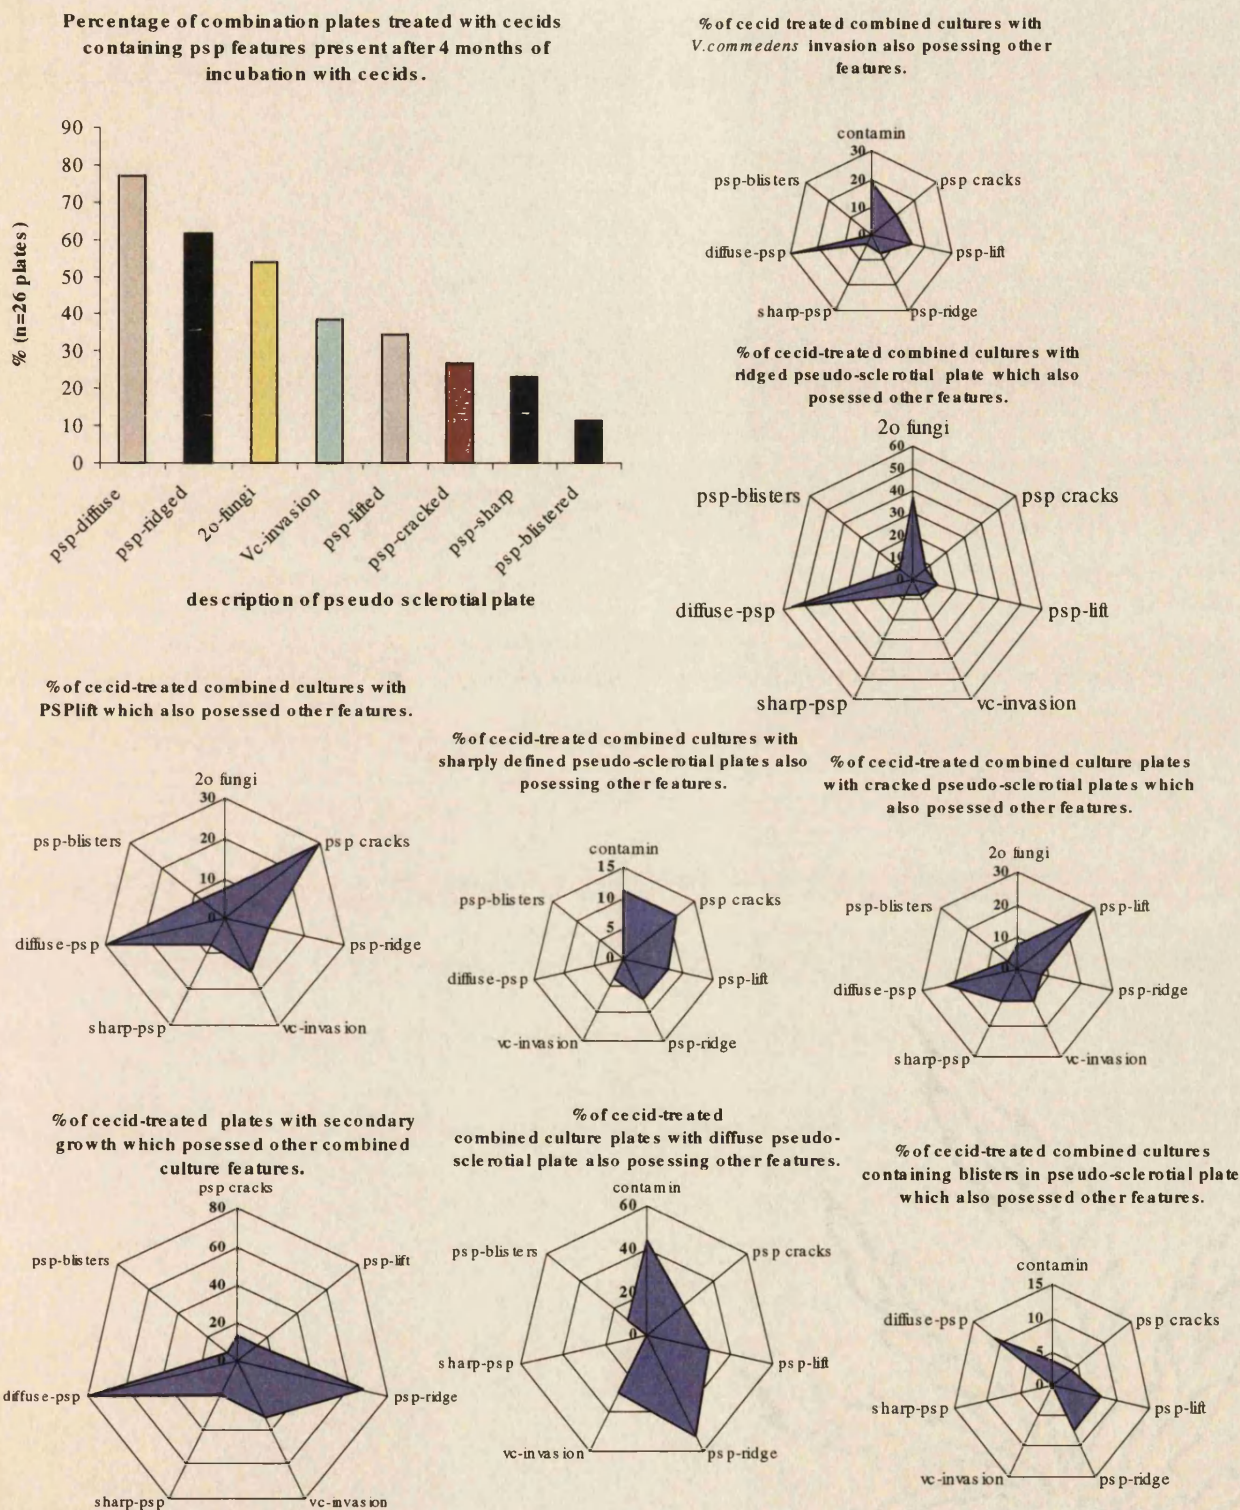 Percentage of combination plates treated with cecids
containing psp features present after 4 months of
incubation with cecids.
90
80
70
60
50
40
30
20
10
0
% (n=26 plates)
psp-diffuse
psp-ridged
2o-fungi
Vc-invasion
psp-lifted
psp-cracked
psp-sharp
psp-blistered
description of pseudo sclerotial plate
% of cecid treated combined cultures with
V.commedens invasion also posessing other
features.
contamin
30
20
10
0
psp-blisters
psp cracks
diffuse-psp
psp-lift
sharp-psp
psp-ridge
% of cecid-treated combined cultures with
ridged pseudo-sclerotial plate which also
posessed other features.
2o fungi
60
50
40
30
20
10
0
psp-blisters
psp cracks
diffuse-psp
psp-lift
sharp-psp
vc-invasion
% of cecid-treated combined cultures with
PSPlift which also posessed other features.
2o fungi
30
20
10
0
psp-blisters
psp cracks
diffuse-psp
psp-ridge
sharp-psp
vc-invasion
% of cecid-treated combined cultures with
sharply defined pseudo-sclerotial plates also
posessing other features.
contamin
15
10
5
0
psp-blisters
psp cracks
diffuse-psp
psp-lift
vc-invasion
psp-ridge
% of cecid-treated combined culture plates
with cracked pseudo-sclerotial plates which
also posessed other features.
2o fungi
30
20
10
0
psp-blisters
psp-lift
diffuse-psp
psp-ridge
sharp-psp
vc-invasion
% of cecid-treated plates with secondary
growth which posessed other combined
culture features.
psp cracks
80
60
40
20
0
psp-blisters
psp-lift
diffuse-psp
psp-ridge
sharp-psp
vc-invasion
% of cecid-treated
combined culture plates with diffuse pseudo-
sclerotial plate also posessing other features.
contamin
60
40
20
0
psp-blisters
psp cracks
sharp-psp
psp-lift
vc-invasion
psp-ridge
% of cecid-treated combined cultures
containing blisters in pseudo-sclerotial plate
which also posessed other features.
contamin
15
10
5
0
diffuse-psp
psp cracks
sharp-psp
psp-lift
vc-invasion
psp-ridge